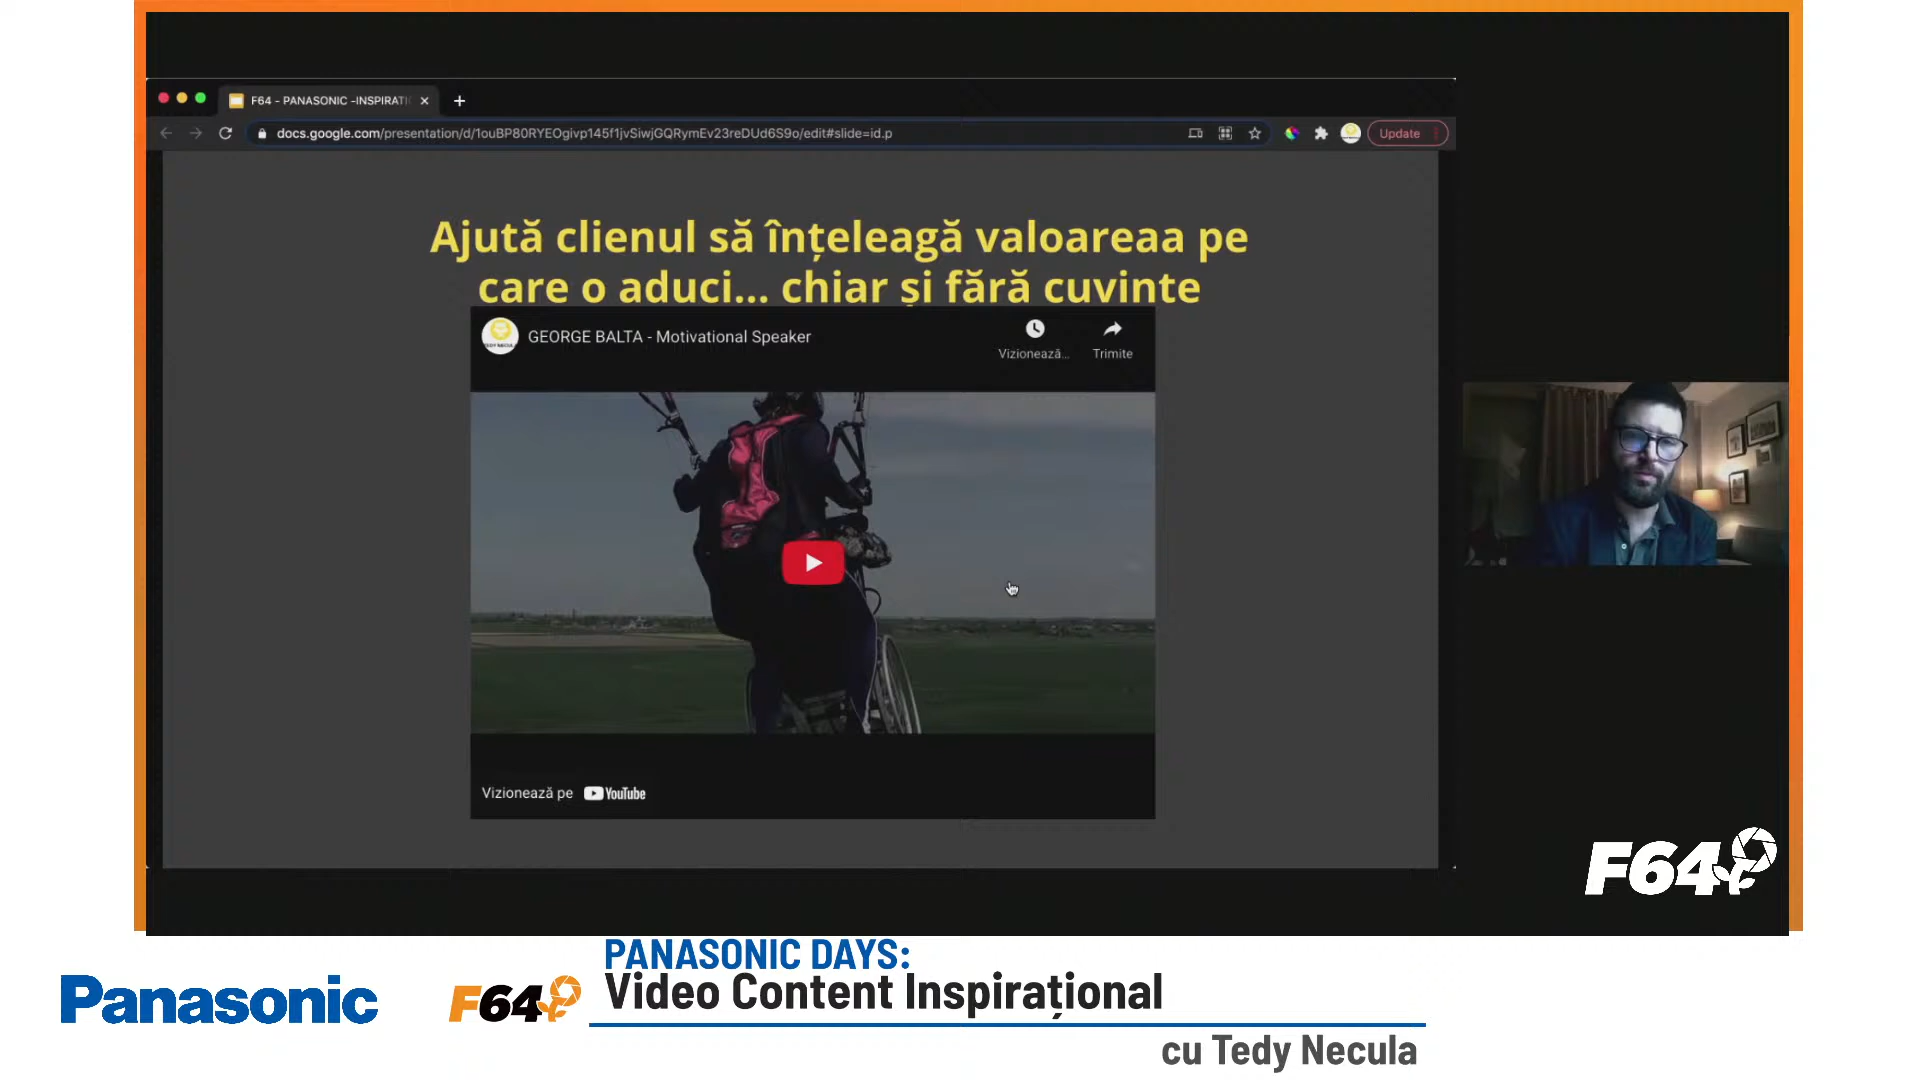 F64 - PANASONIC -INSPIRATI
docs.google.com/presentation/d/1ouBP80RYEOgivp145f1jvSiwjGQRymEv23reDUd6S9o/edit#slide=id.p
Update
Ajută clienul să înțeleagă valoareaa pe
care o aduci... chiar și fără cuvinte
GEORGE BALTA - Motivational Speaker
Vizionează...
Trimite
Vizionează pe YouTube
F64
PANASONIC DAYS:
Panasonic
F64
Video Content Inspirațional
cu Tedy Necula